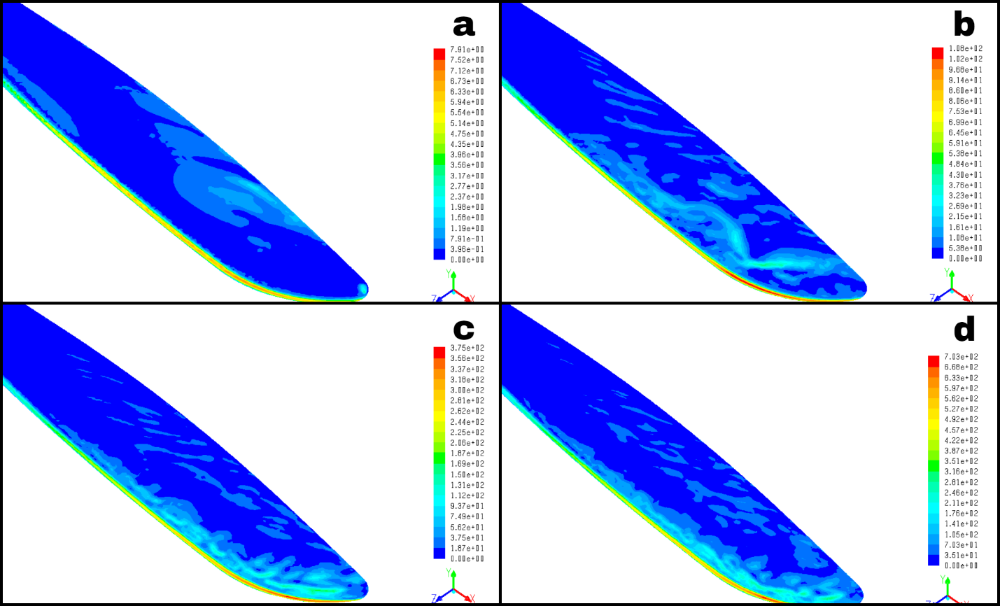 a
7.91e+00
7.52e+00
7.12e+00
6.73e+00
6.33e+00
5.94e+00
5.54e+00
5.14e+00
4.75e+00
4.35e+00
3.96e+00
3.56e+00
3.17e+00
2.77e+00
2.37e+00
1.98e+00
1.58e+00
1.19e+00
7.91e-01
3.96e-01
0.00e+00
Y
Z X
b
1.08e+02
1.02e+02
9.68e+01
9.14e+01
8.60e+01
8.06e+01
7.53e+01
6.99e+01
6.45e+01
5.91e+01
5.38e+01
4.84e+01
4.30e+01
3.76e+01
3.23e+01
2.69e+01
2.15e+01
1.61e+01
1.08e+01
5.38e+00
0.00e+00
Y
Z X
c
3.75e+02
3.56e+02
3.37e+02
3.18e+02
3.00e+02
2.81e+02
2.62e+02
2.44e+02
2.25e+02
2.06e+02
1.87e+02
1.69e+02
1.50e+02
1.31e+02
1.12e+02
9.37e+01
7.49e+01
5.62e+01
3.75e+01
1.87e+01
0.00e+00
Y
Z X
d
7.03e+02
6.68e+02
6.33e+02
5.97e+02
5.62e+02
5.27e+02
4.92e+02
4.57e+02
4.22e+02
3.87e+02
3.51e+02
3.16e+02
2.81e+02
2.46e+02
2.11e+02
1.76e+02
1.41e+02
1.05e+02
7.03e+01
3.51e+01
0.00e+00
Y